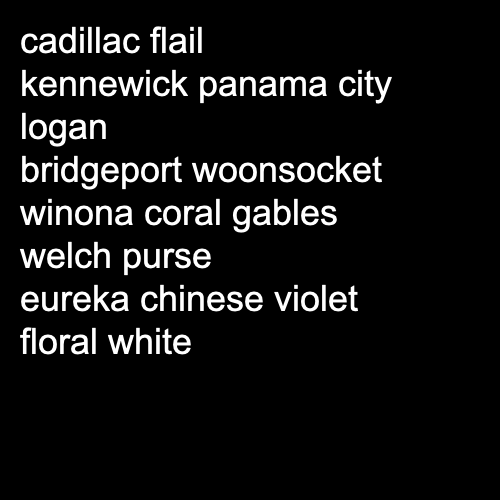 cadillac flail
kennewick panama city
logan
bridgeport woonsocket
winona coral gables
welch purse
eureka chinese violet
floral white